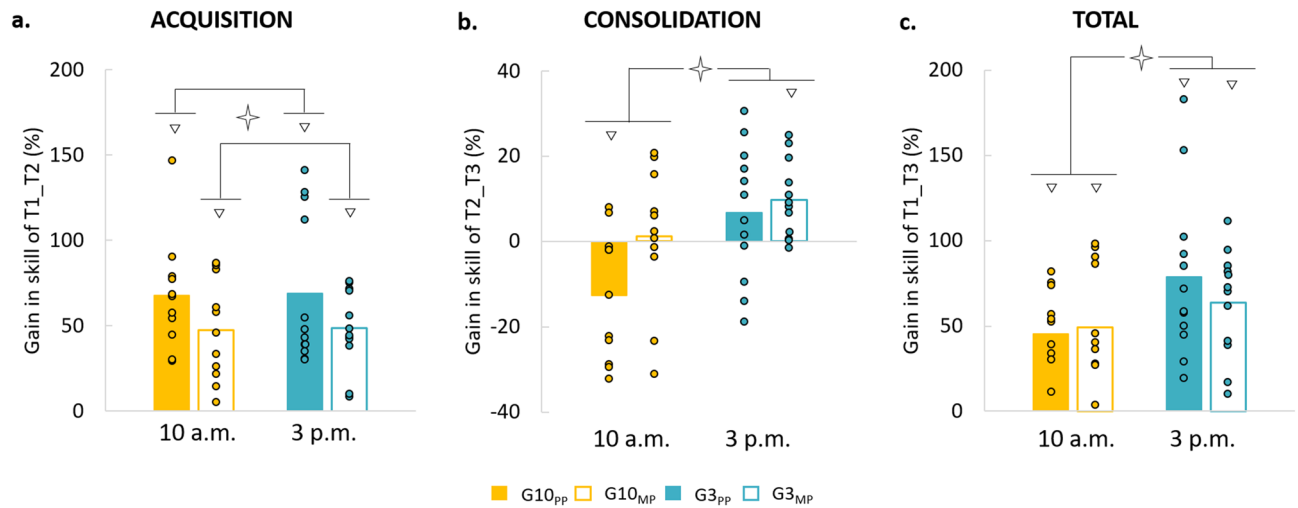 a. ACQUISITION
Gain in skill of T1_T2 (%)
200
150
100
50
0
10 a.m. 3 p.m.
b. CONSOLIDATION
Gain in skill of T2_T3 (%)
40
20
0
-20
-40
10 a.m. 3 p.m.
c. TOTAL
Gain in skill of T1_T3 (%)
200
150
100
50
0
10 a.m. 3 p.m.
G10PP G10MP G3PP G3MP